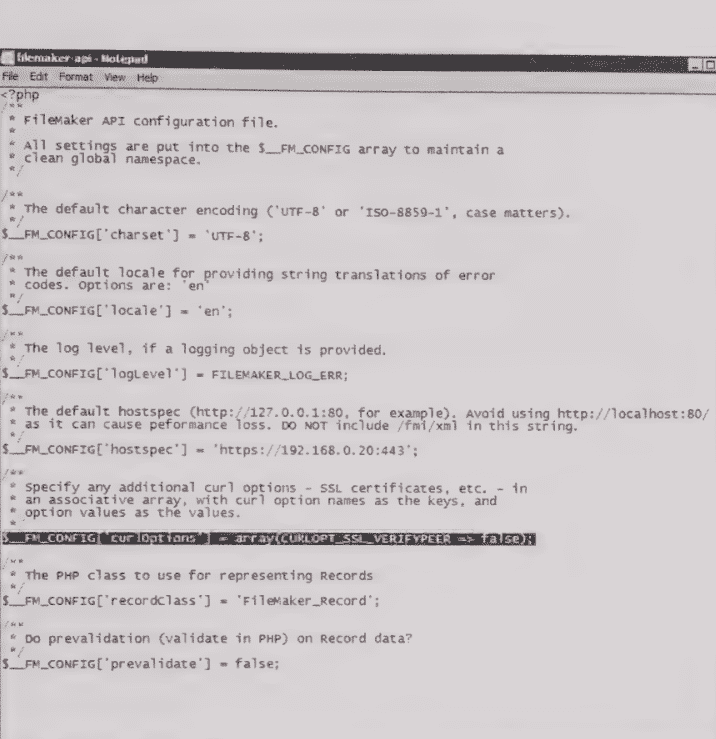 filemaker-api - Notepad
File Edit Format View Help
<?php
/**
 * FileMaker API configuration file.
 *
 * All settings are put into the $__FM_CONFIG array to maintain a
 * clean global namespace.
 */
/**
 * The default character encoding ('UTF-8' or 'ISO-8859-1', case matters).
 */
$__FM_CONFIG['charset'] = 'UTF-8';
/**
 * The default locale for providing string translations of error
 * codes. Options are: 'en'
 */
$__FM_CONFIG['locale'] = 'en';
/**
 * The log level, if a logging object is provided.
 */
$__FM_CONFIG['logLevel'] = FILEMAKER_LOG_ERR;
/**
 * The default hostspec (http://127.0.0.1:80, for example). Avoid using http://localhost:80/
 * as it can cause peformance loss. DO NOT include /fmi/xml in this string.
 */
$__FM_CONFIG['hostspec'] = 'https://192.168.0.20:443';
/**
 * Specify any additional curl options - SSL certificates, etc. - in
 * an associative array, with curl option names as the keys, and
 * option values as the values.
 *
$__FM_CONFIG['curlOptions'] = array(CURLOPT_SSL_VERIFYPEER => false);
/**
 * The PHP class to use for representing Records
 */
$__FM_CONFIG['recordClass'] = 'FileMaker_Record';
/**
 * Do prevalidation (validate in PHP) on Record data?
 */
$__FM_CONFIG['prevalidate'] = false;